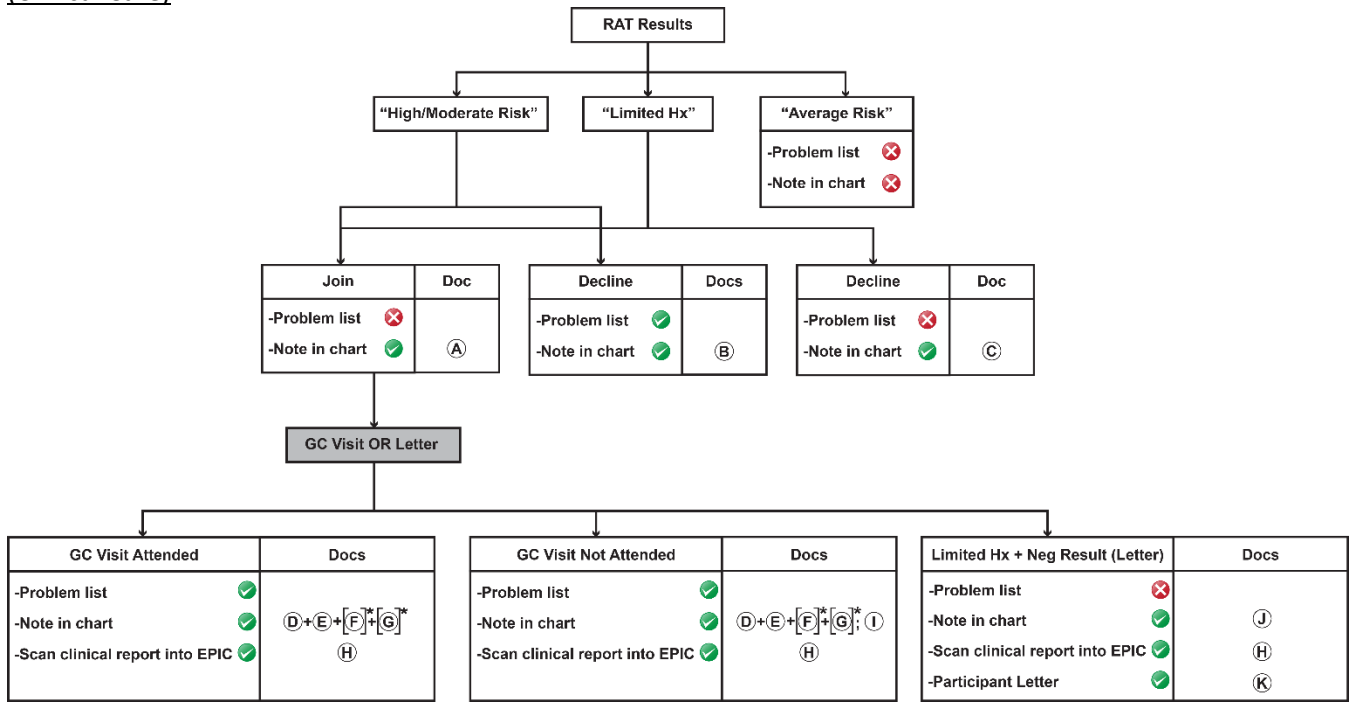 RAT Results
“High/Moderate Risk”
“Limited Hx”
“Average Risk”
-Problem list
-Note in chart
Join Doc
-Problem list
-Note in chart A
Decline Docs
-Problem list
-Note in chart B
Decline Doc
-Problem list
-Note in chart C
GC Visit OR Letter
GC Visit Attended Docs
-Problem list
-Note in chart D+E+[F]*+[G]*
-Scan clinical report into EPIC H
GC Visit Not Attended Docs
-Problem list
-Note in chart D+E+[F]*+[G]*; I
-Scan clinical report into EPIC H
Limited Hx + Neg Result (Letter) Docs
-Problem list
-Note in chart J
-Scan clinical report into EPIC H
-Participant Letter K